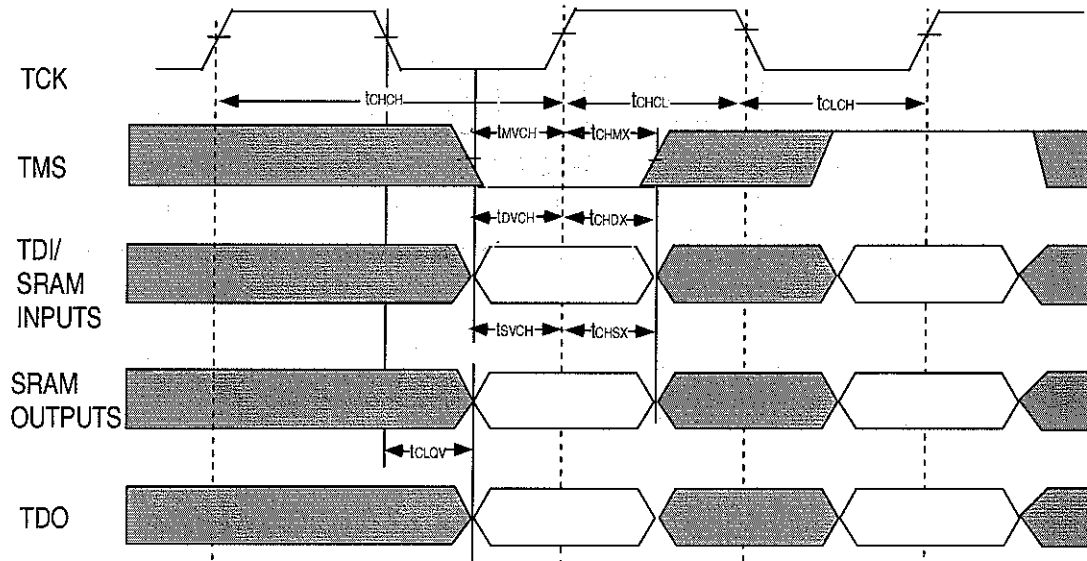 TCK
tCHCH
tCHCL
tCLCH
tMVCH
tCHMX
TMS
tDVCH
tCHDX
TDI/
SRAM
INPUTS
tSVCH
tCHSX
SRAM
OUTPUTS
tCLQV
TDO